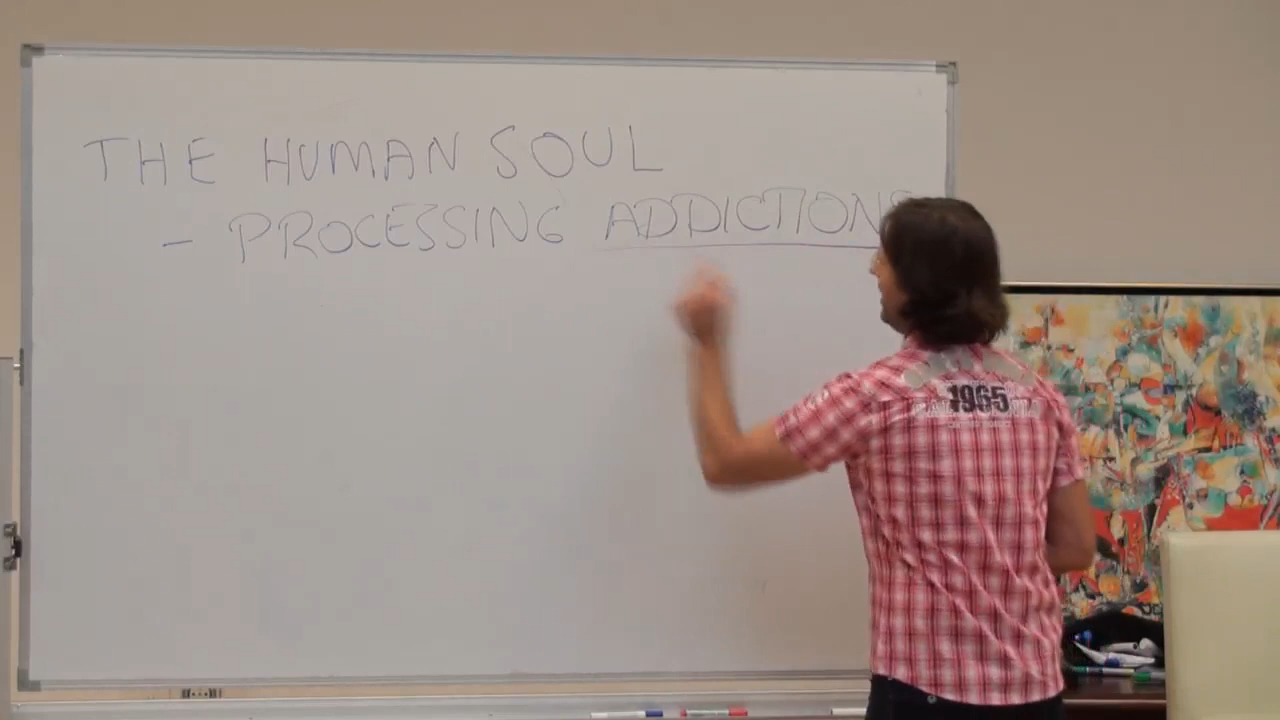 THE HUMAN SOUL
- PROCESSING ADDICTIONS
1965